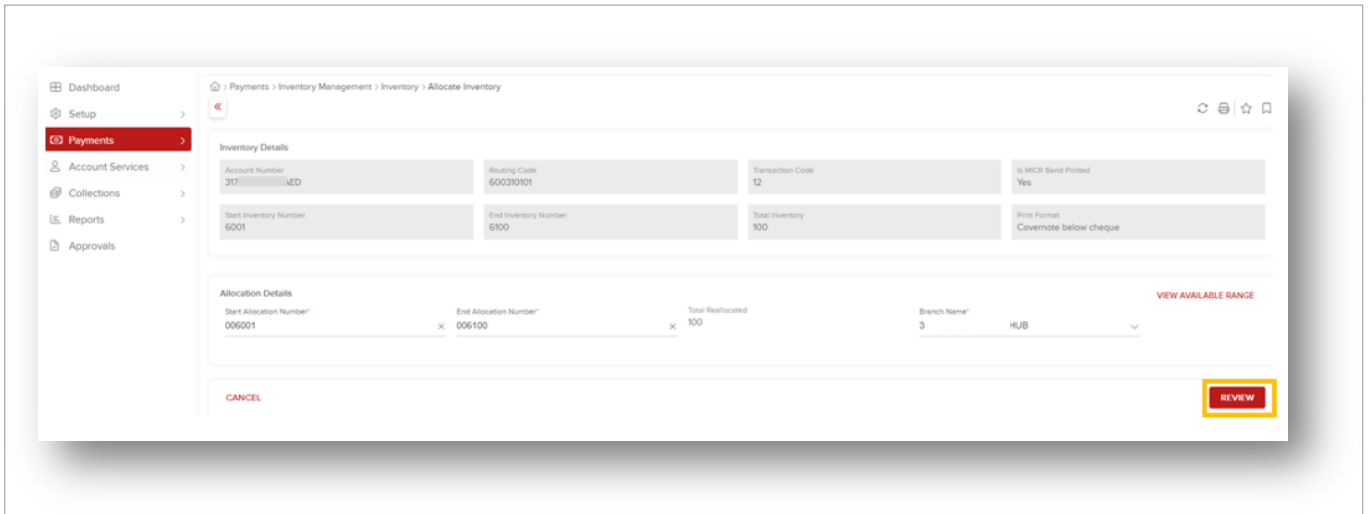 Dashboard
Setup
Payments
Account Services
Collections
Reports
Approvals
> Payments > Inventory Management > Inventory > Allocate Inventory
Inventory Details
Account Number
317 AED
Routing Code
600310101
Transaction Code
12
Is MICR Band Printed
Yes
Start Inventory Number
6001
End Inventory Number
6100
Total Inventory
100
Print Format
Covernote below cheque
Allocation Details
VIEW AVAILABLE RANGE
Start Allocation Number*
006001
End Allocation Number*
006100
Total Reallocated
100
Branch Name*
3 HUB
CANCEL
REVIEW